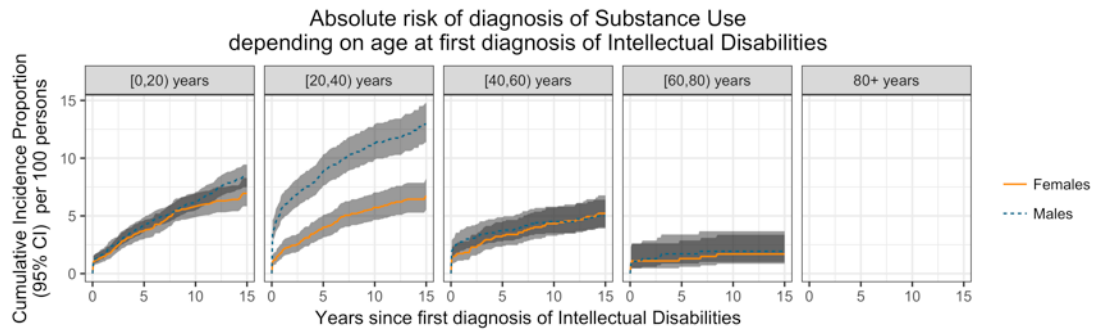 Absolute risk of diagnosis of Substance Use
depending on age at first diagnosis of Intellectual Disabilities
Cumulative Incidence Proportion
(95% CI) per 100 persons
[0,20) years
[20,40) years
[40,60) years
[60,80) years
80+ years
15
10
5
0
0 5 10 15
0 5 10 15
0 5 10 15
0 5 10 15
0 5 10 15
Years since first diagnosis of Intellectual Disabilities
Females
Males